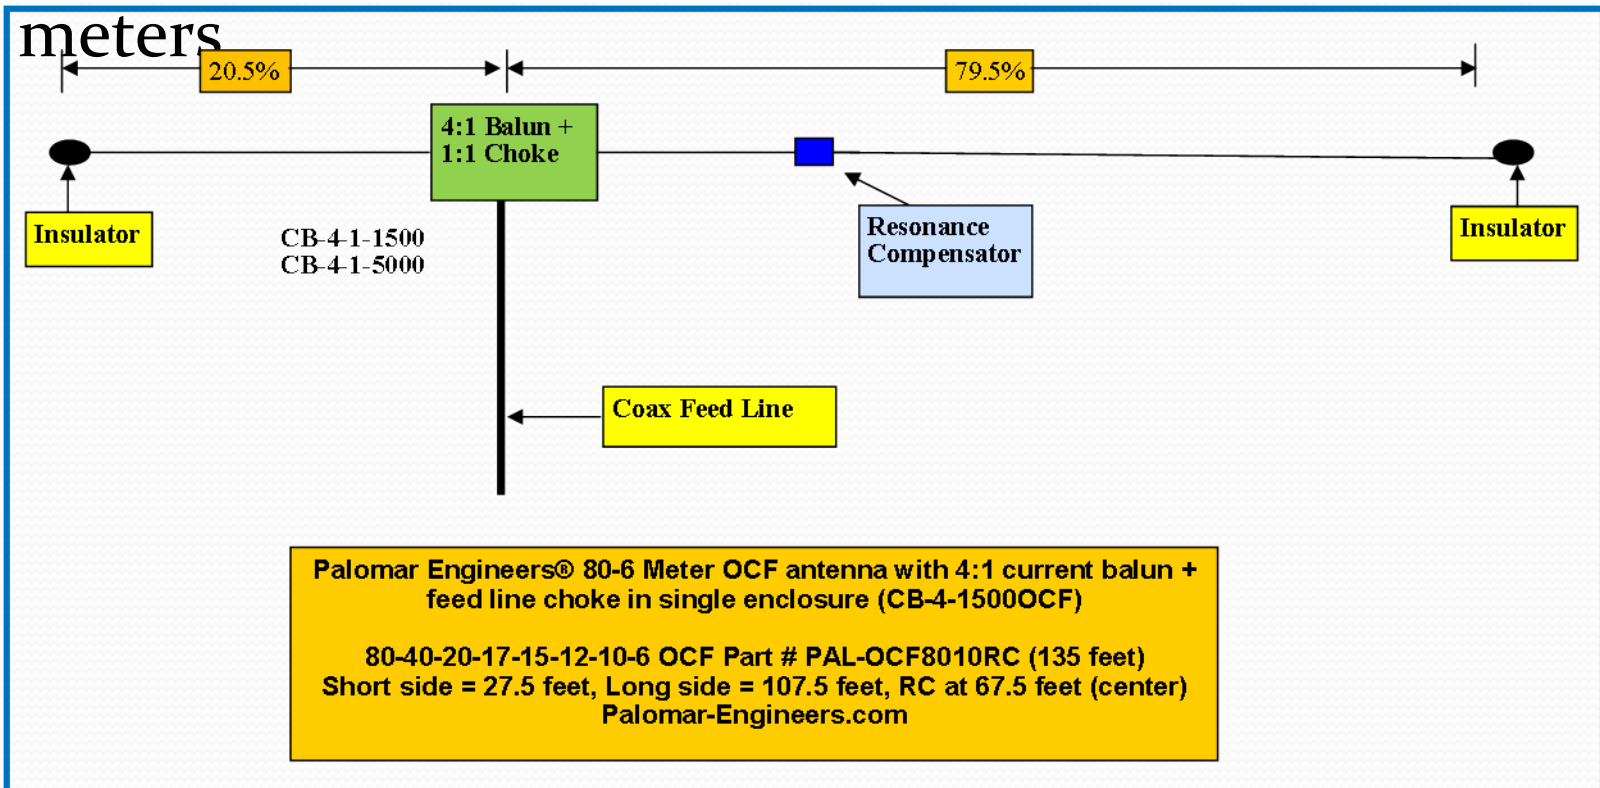 meters
20.5%
79.5%
4:1 Balun +
1:1 Choke
Insulator
CB-4-1-1500
CB-4-1-5000
Resonance
Compensator
Insulator
Coax Feed Line
Palomar Engineers® 80-6 Meter OCF antenna with 4:1 current balun +
feed line choke in single enclosure (CB-4-1500OCF)
80-40-20-17-15-12-10-6 OCF Part # PAL-OCF8010RC (135 feet)
Short side = 27.5 feet, Long side = 107.5 feet, RC at 67.5 feet (center)
Palomar-Engineers.com